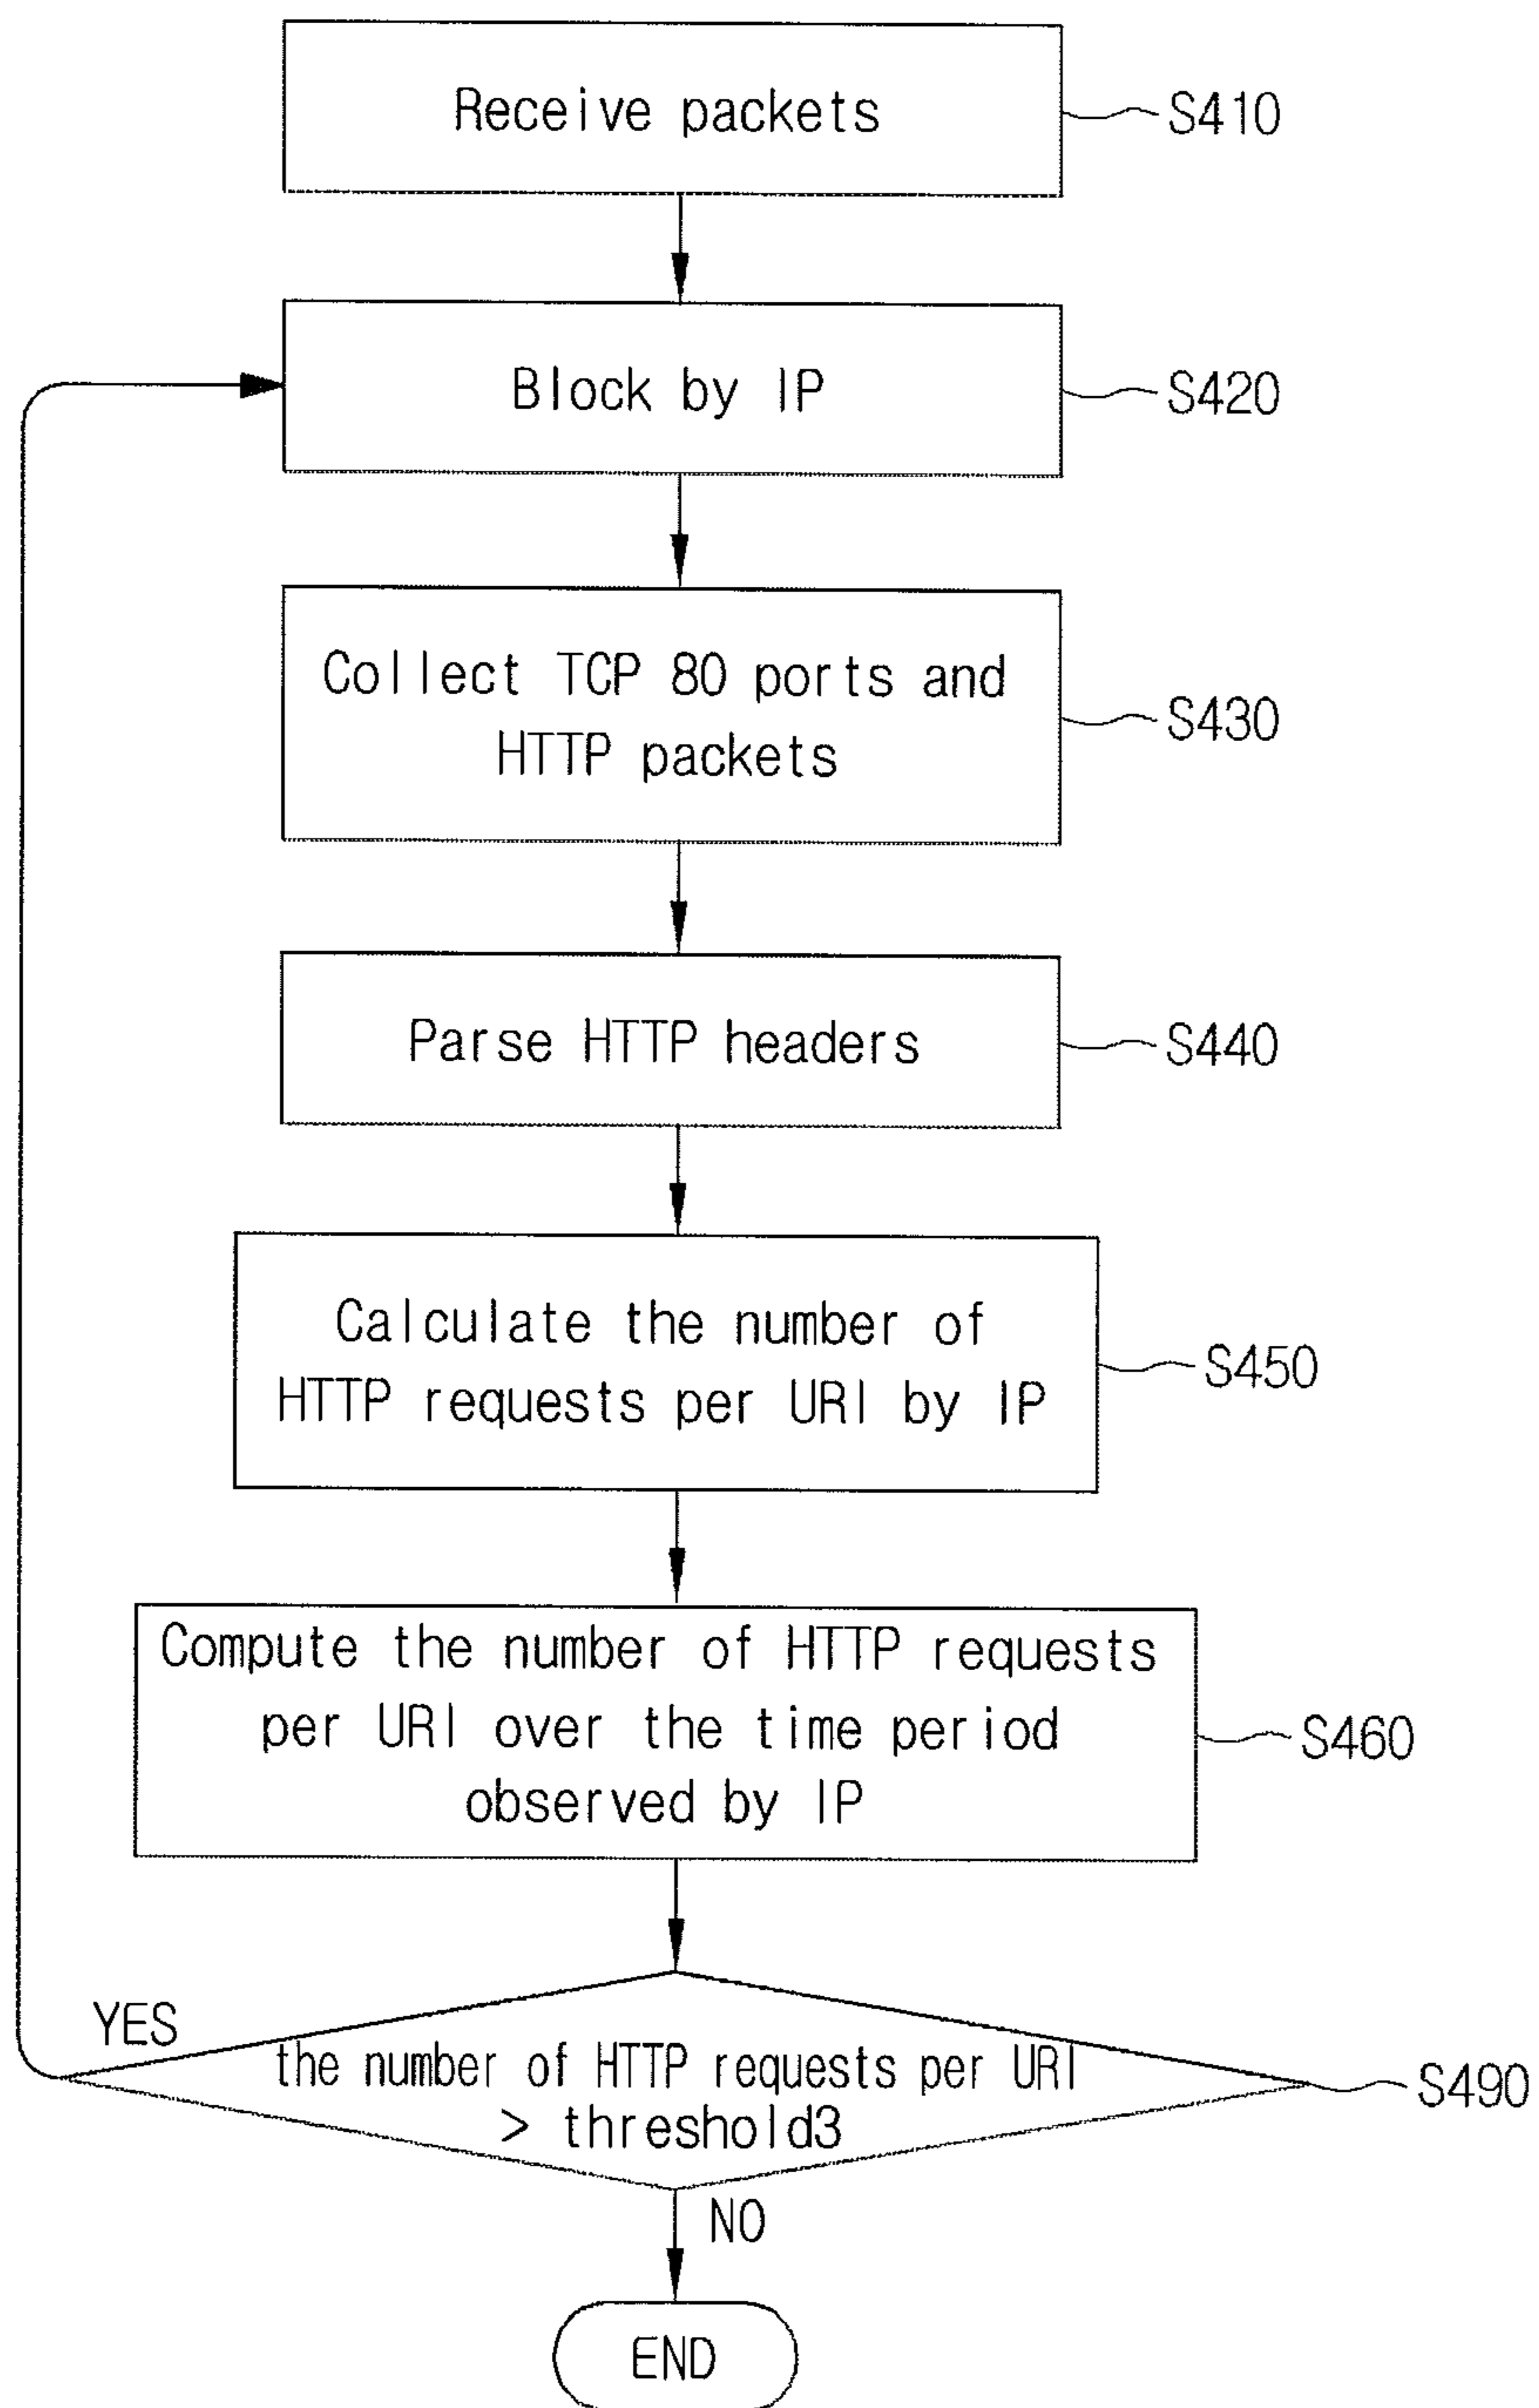 Receive packets
S410
Block by IP
S420
Collect TCP 80 ports and
HTTP packets
S430
Parse HTTP headers
S440
Calculate the number of
HTTP requests per URI by IP
S450
Compute the number of HTTP requests
per URI over the time period
observed by IP
S460
YES
the number of HTTP requests per URI
> threshold3
S490
NO
END